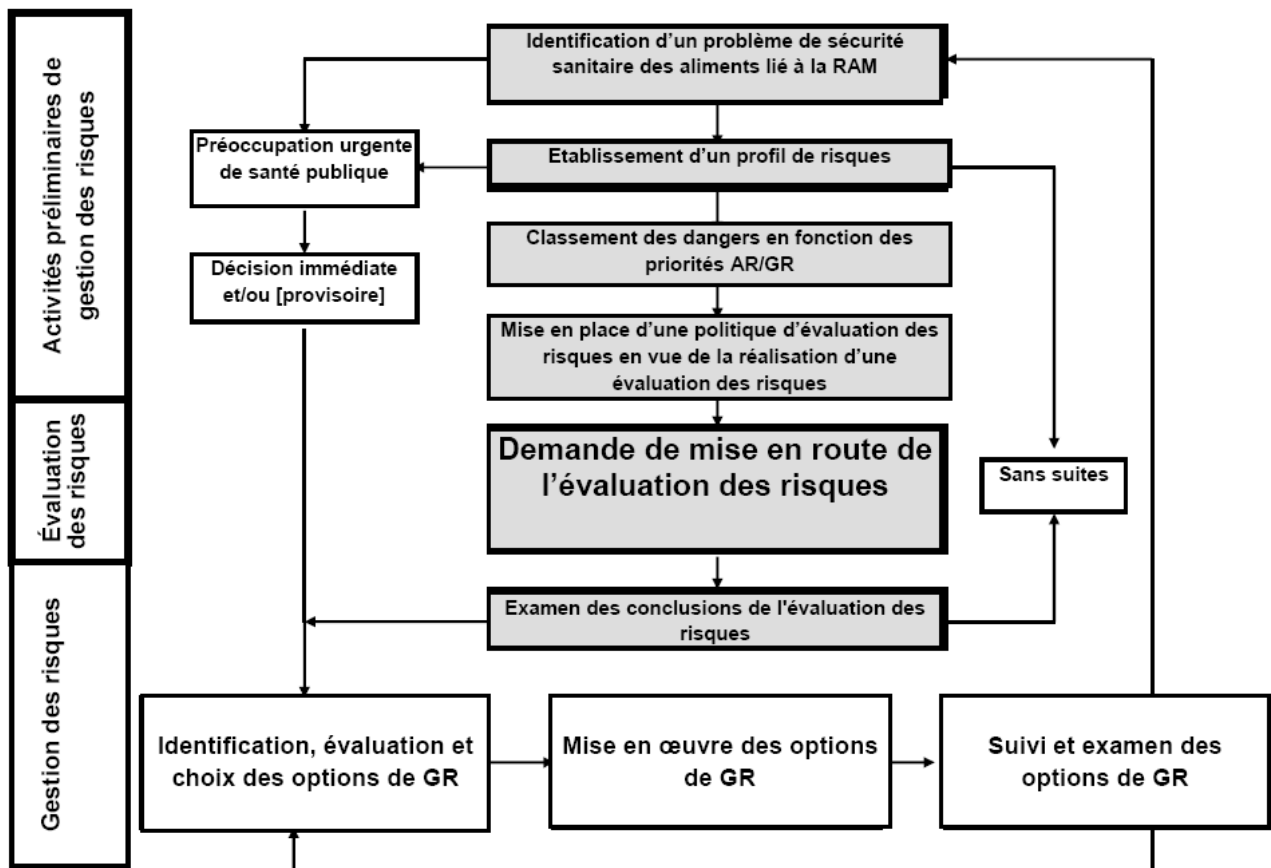 Activités préliminaires de
gestion des risques
Évaluation
des risques
Gestion des risques
Identification d’un problème de sécurité
sanitaire des aliments lié à la RAM
Préoccupation urgente
de santé publique
Etablissement d’un profil de risques
Classement des dangers en fonction des
priorités AR/GR
Décision immédiate
et/ou [provisoire]
Mise en place d’une politique d’évaluation des
risques en vue de la réalisation d’une
évaluation des risques
Demande de mise en route de
l’évaluation des risques
Sans suites
Examen des conclusions de l'évaluation des
risques
Identification, évaluation et
choix des options de GR
Mise en œuvre des options
de GR
Suivi et examen des
options de GR